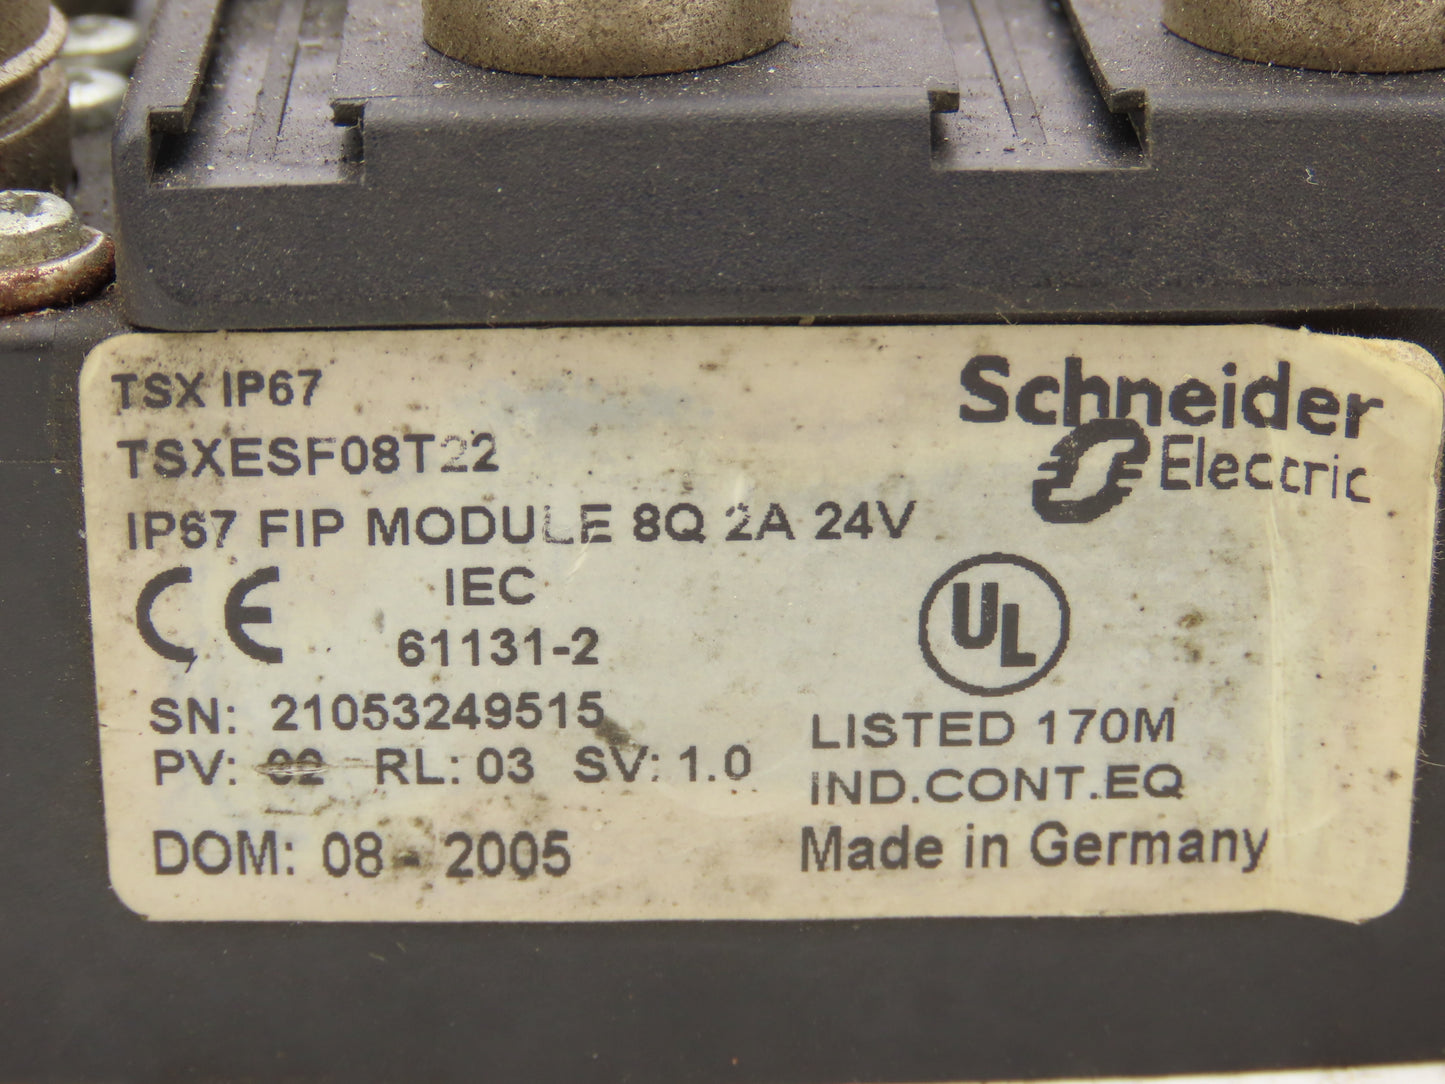 TSX IP67
TSXESF08T22
IP67 FIP MODULE 8Q 2A 24V
Schneider
Electric
CE
IEC
61131-2
UL
SN: 21053249515
PV: 02 RL: 03 SV: 1.0
LISTED 170M
IND.CONT.EQ
DOM: 08 - 2005
Made in Germany